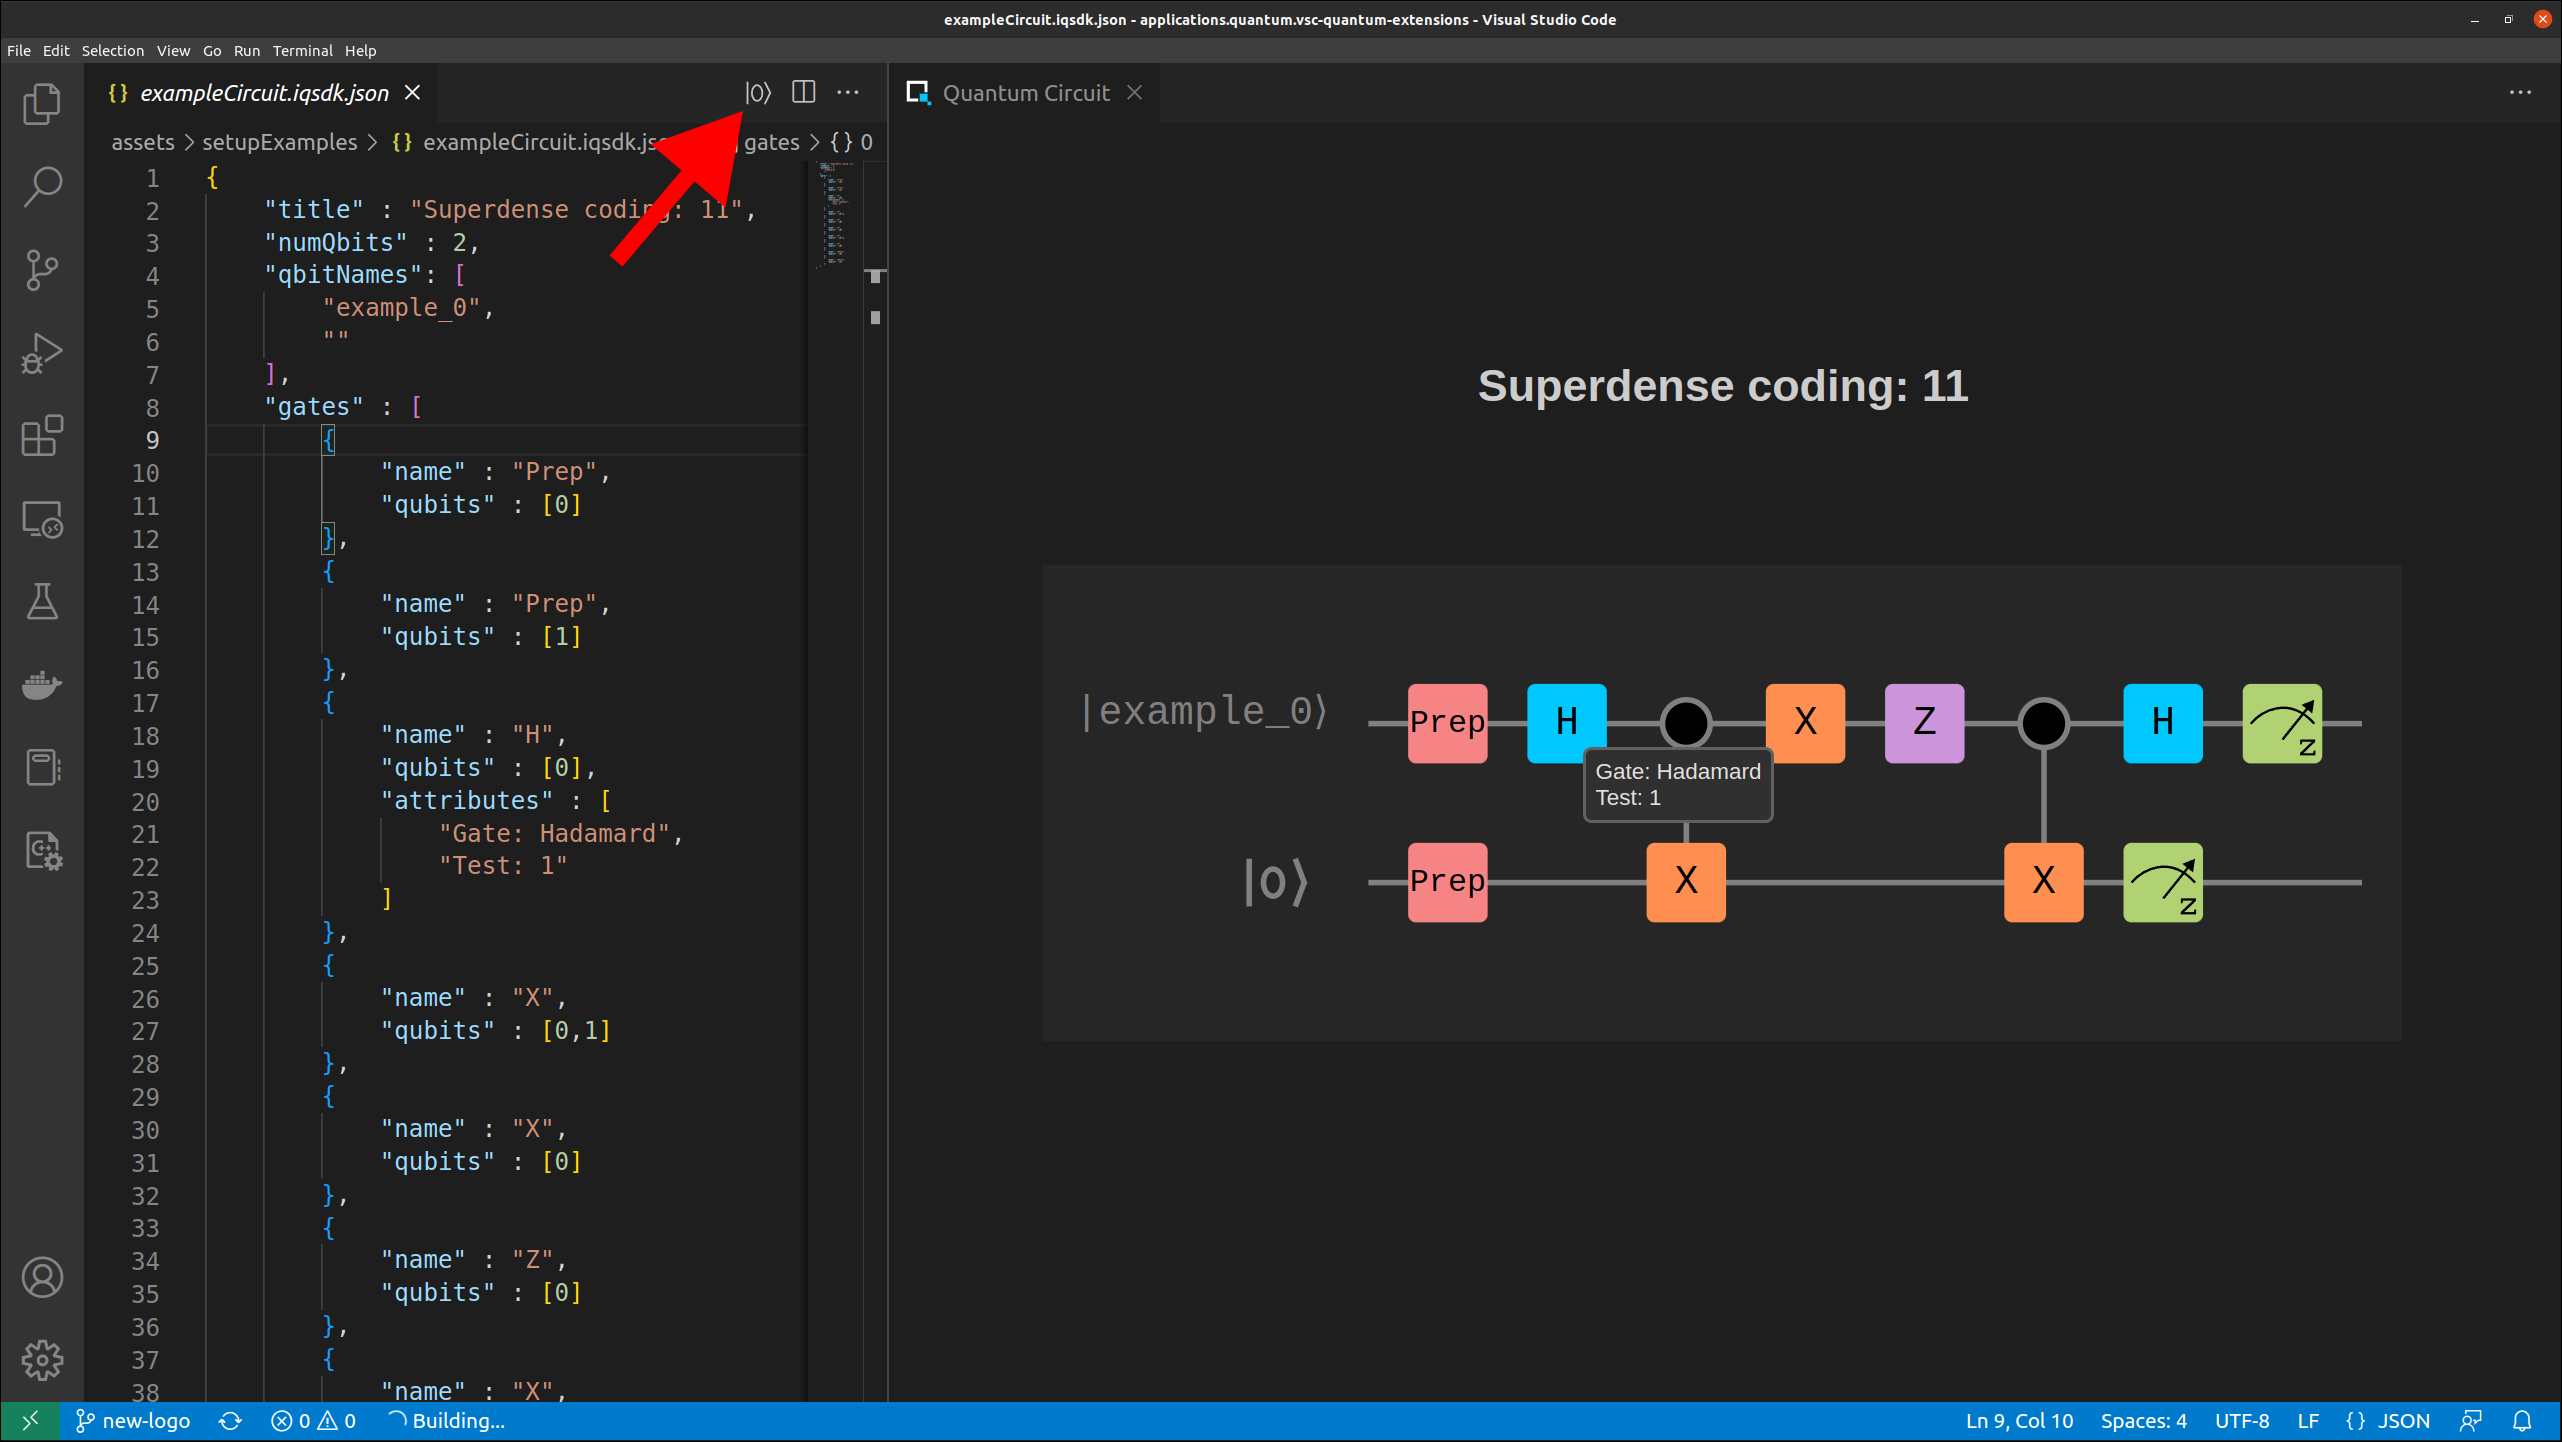 exampleCircuit.iqsdk.json - applications.quantum.vsc-quantum-extensions - Visual Studio Code
File Edit Selection View Go Run Terminal Help
{} exampleCircuit.iqsdk.json
|0⟩
assets > setupExamples > {} exampleCircuit.iqsdk.js gates > {} 0
1 {
2 "title" : "Superdense coding: 11",
3 "numQbits" : 2,
4 "qbitNames": [
5 "example_0",
6 ""
7 ],
8 "gates" : [
9 {
10 "name" : "Prep",
11 "qubits" : [0]
12 },
13 {
14 "name" : "Prep",
15 "qubits" : [1]
16 },
17 {
18 "name" : "H",
19 "qubits" : [0],
20 "attributes" : [
21 "Gate: Hadamard",
22 "Test: 1"
23 ]
24 },
25 {
26 "name" : "X",
27 "qubits" : [0,1]
28 },
29 {
30 "name" : "X",
31 "qubits" : [0]
32 },
33 {
34 "name" : "Z",
35 "qubits" : [0]
36 },
37 {
38 "name" : "X",
Quantum Circuit
Superdense coding: 11
|example_0⟩ Prep H X Z H z
Gate: Hadamard
Test: 1
|0⟩ Prep X X z
new-logo 0 0 Building... Ln 9, Col 10 Spaces: 4 UTF-8 LF {} JSON